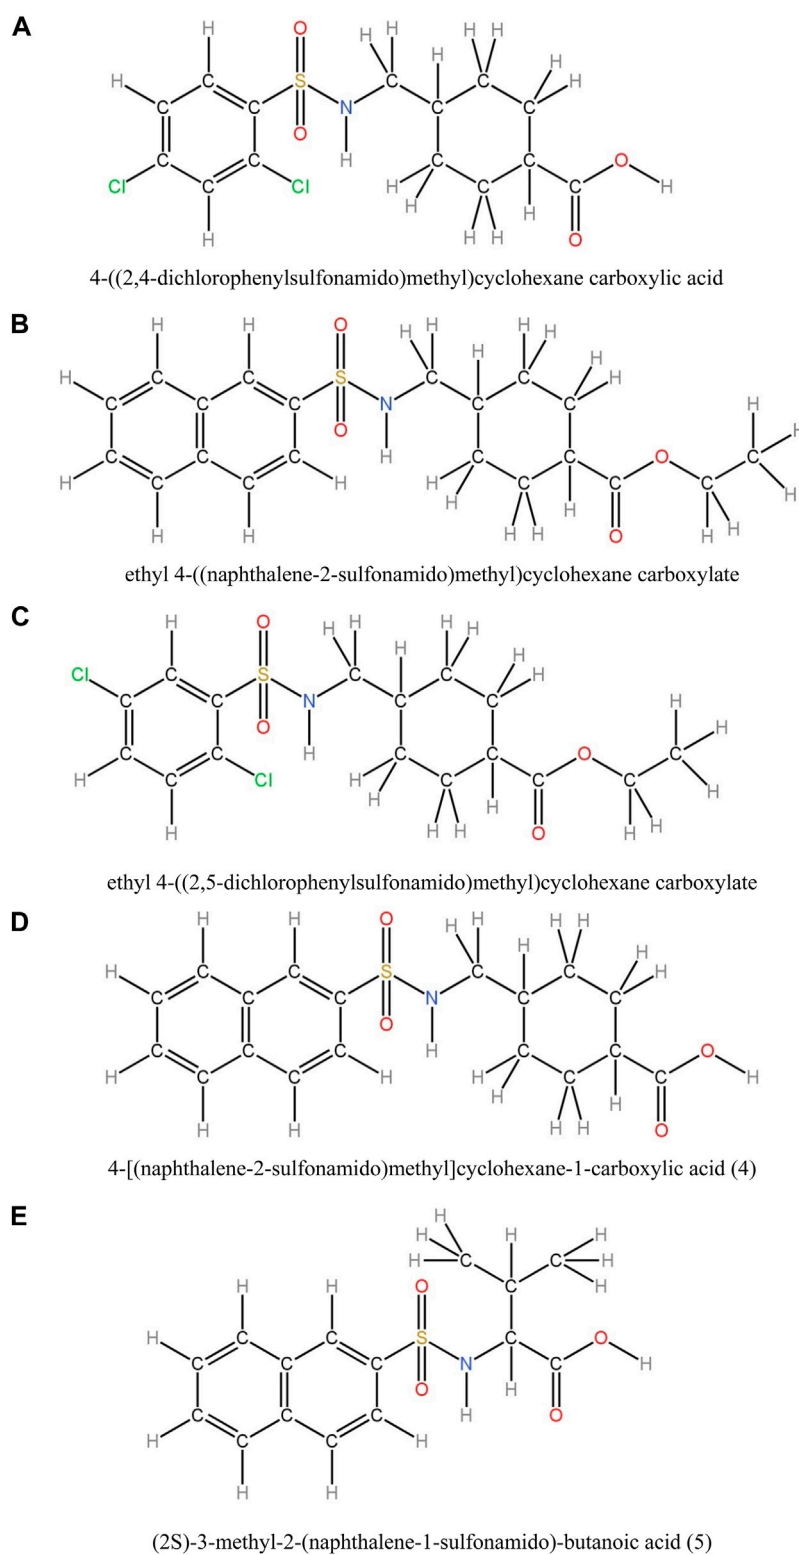 A
4-((2,4-dichlorophenylsulfonamido)methyl)cyclohexane carboxylic acid
B
ethyl 4-((naphthalene-2-sulfonamido)methyl)cyclohexane carboxylate
C
ethyl 4-((2,5-dichlorophenylsulfonamido)methyl)cyclohexane carboxylate
D
4-[(naphthalene-2-sulfonamido)methyl]cyclohexane-1-carboxylic acid (4)
E
(2S)-3-methyl-2-(naphthalene-1-sulfonamido)-butanoic acid (5)